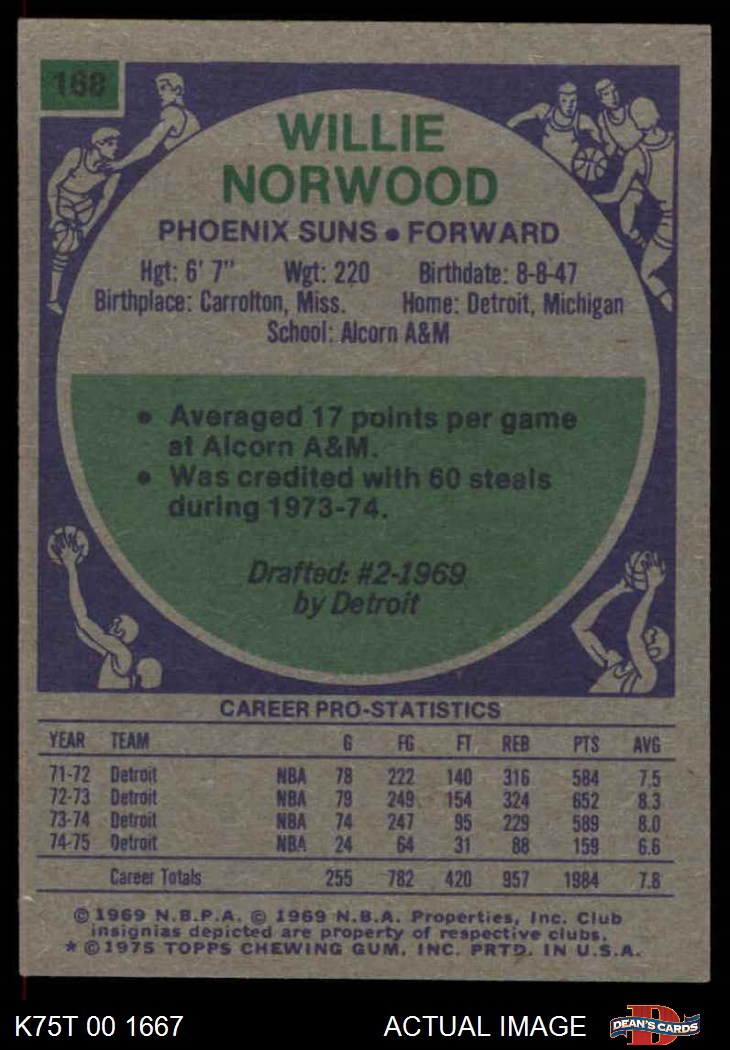 168
WILLIE
NORWOOD
PHOENIX SUNS • FORWARD
Hgt: 6' 7" Wgt: 220 Birthdate: 8-8-47
Birthplace: Carrolton, Miss. Home: Detroit, Michigan
School: Alcorn A&M
• Averaged 17 points per game
at Alcorn A&M.
• Was credited with 60 steals
during 1973-74.
Drafted: #2-1969
by Detroit
CAREER PRO-STATISTICS
YEAR TEAM G FG FT REB PTS AVG
71-72 Detroit NBA 78 222 140 316 584 7.5
72-73 Detroit NBA 79 249 154 324 652 8.3
73-74 Detroit NBA 74 247 95 229 589 8.0
74-75 Detroit NBA 24 64 31 88 159 6.6
Career Totals 255 782 420 957 1984 7.8
© 1969 N.B.P.A. © 1969 N.B.A. Properties, Inc. Club
insignias depicted are property of respective clubs.
* © 1975 TOPPS CHEWING GUM, INC. PRTD. IN U.S.A.
K75T 00 1667 ACTUAL IMAGE DEAN'S CARDS